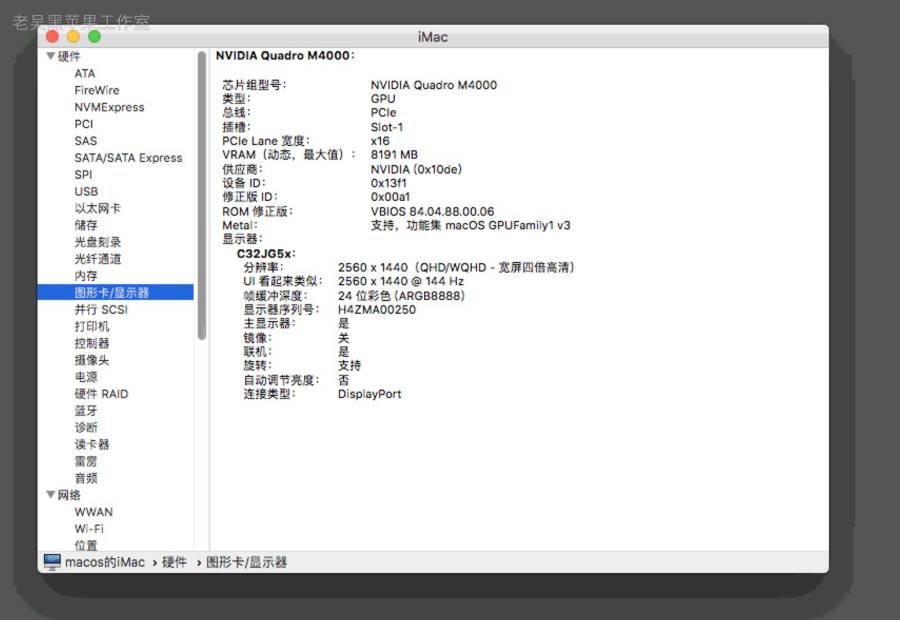 老吴黑苹果工作室
iMac
硬件
ATA
FireWire
NVMExpress
PCI
SAS
SATA/SATA Express
SPI
USB
以太网卡
储存
光盘刻录
光纤通道
内存
图形卡/显示器
并行 SCSI
打印机
控制器
摄像头
电源
硬件 RAID
蓝牙
诊断
读卡器
雷雳
音频
网络
WWAN
Wi-Fi
位置
NVIDIA Quadro M4000:
芯片组型号: NVIDIA Quadro M4000
类型: GPU
总线: PCIe
插槽: Slot-1
PCIe Lane 宽度: x16
VRAM（动态，最大值）: 8191 MB
供应商: NVIDIA (0x10de)
设备 ID: 0x13f1
修正版 ID: 0x00a1
ROM 修正版: VBIOS 84.04.88.00.06
Metal: 支持，功能集 macOS GPUFamily1 v3
显示器:
C32JG5x:
分辨率: 2560 x 1440（QHD/WQHD - 宽屏四倍高清）
UI 看起来类似: 2560 x 1440 @ 144 Hz
帧缓冲深度: 24 位彩色 (ARGB8888)
显示器序列号: H4ZMA00250
主显示器: 是
镜像: 关
联机: 是
旋转: 支持
自动调节亮度: 否
连接类型: DisplayPort
macos的iMac › 硬件 › 图形卡/显示器